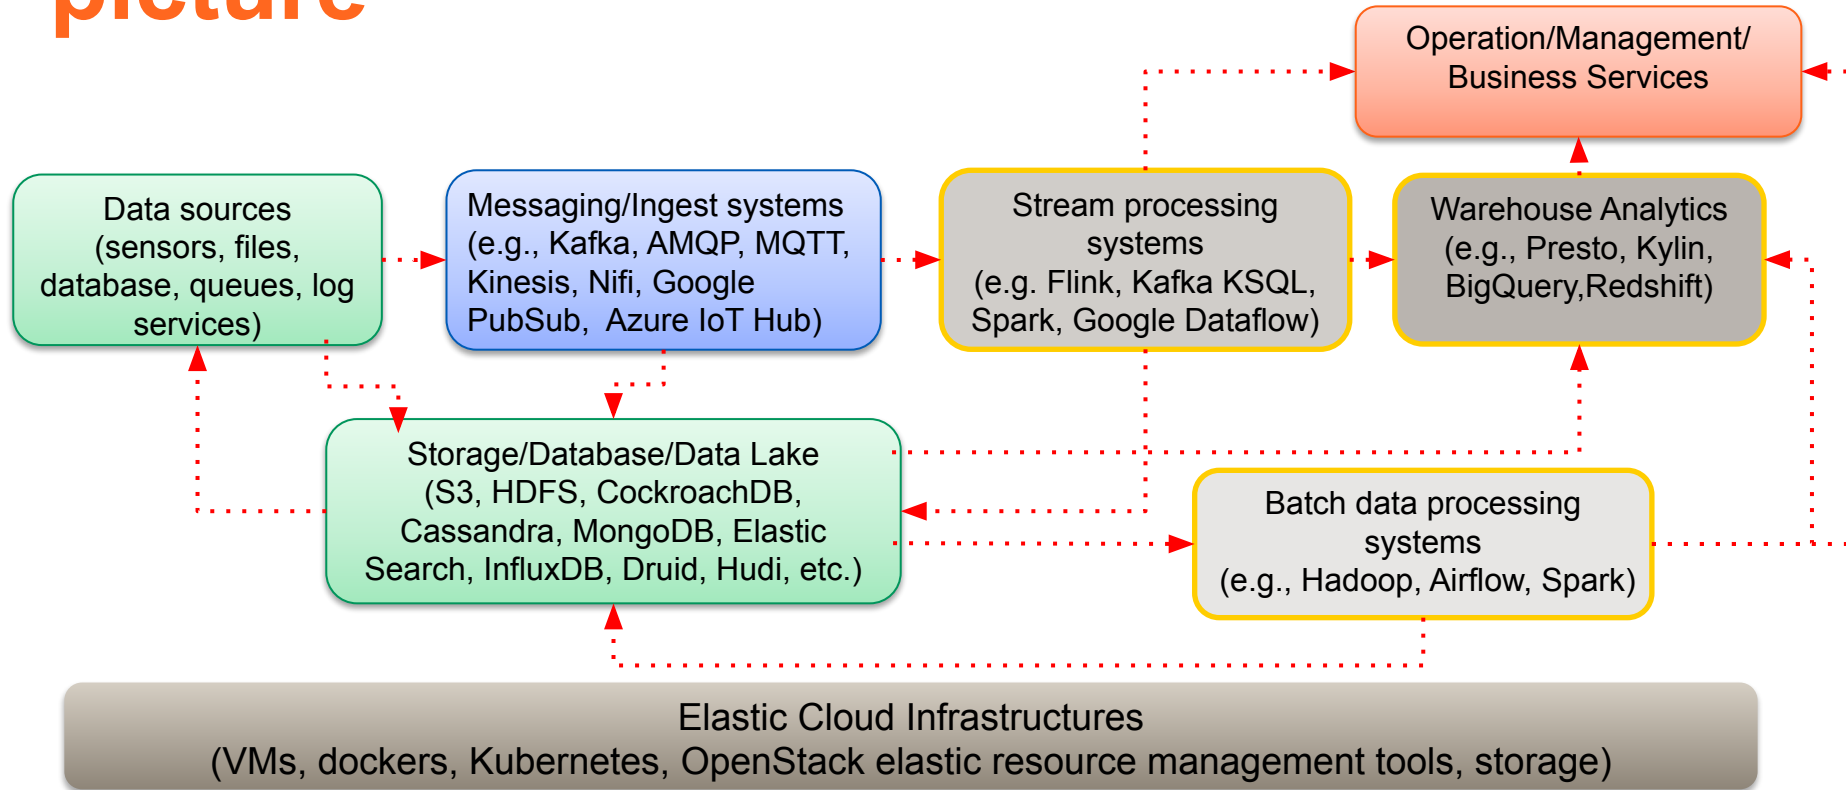 picture
Operation/Management/
Business Services
Data sources
(sensors, files,
database, queues, log
services)
Messaging/Ingest systems
(e.g., Kafka, AMQP, MQTT,
Kinesis, Nifi, Google
PubSub, Azure IoT Hub)
Stream processing
systems
(e.g. Flink, Kafka KSQL,
Spark, Google Dataflow)
Warehouse Analytics
(e.g., Presto, Kylin,
BigQuery,Redshift)
Storage/Database/Data Lake
(S3, HDFS, CockroachDB,
Cassandra, MongoDB, Elastic
Search, InfluxDB, Druid, Hudi, etc.)
Batch data processing
systems
(e.g., Hadoop, Airflow, Spark)
Elastic Cloud Infrastructures
(VMs, dockers, Kubernetes, OpenStack elastic resource management tools, storage)